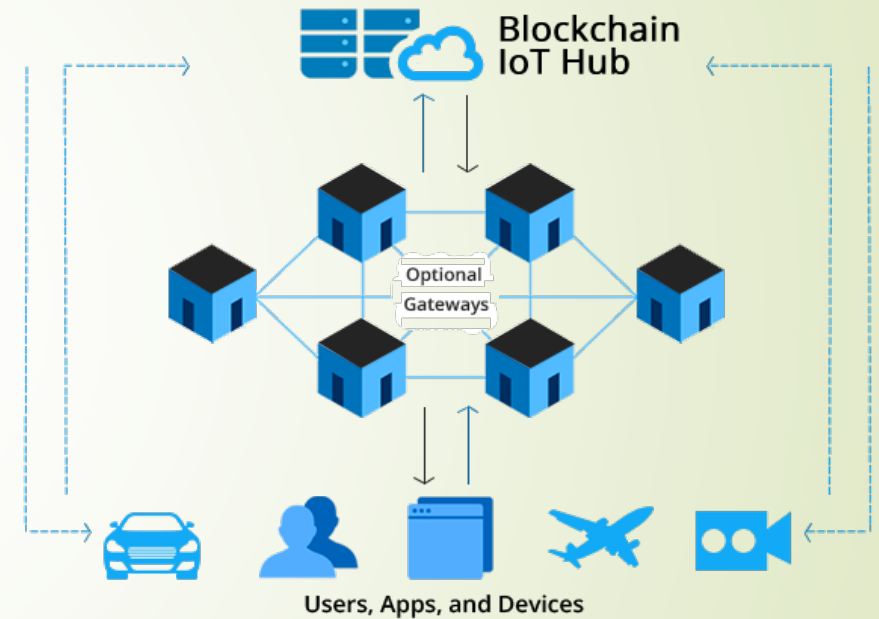 Blockchain
IoT Hub
Optional
Gateways
Users, Apps, and Devices